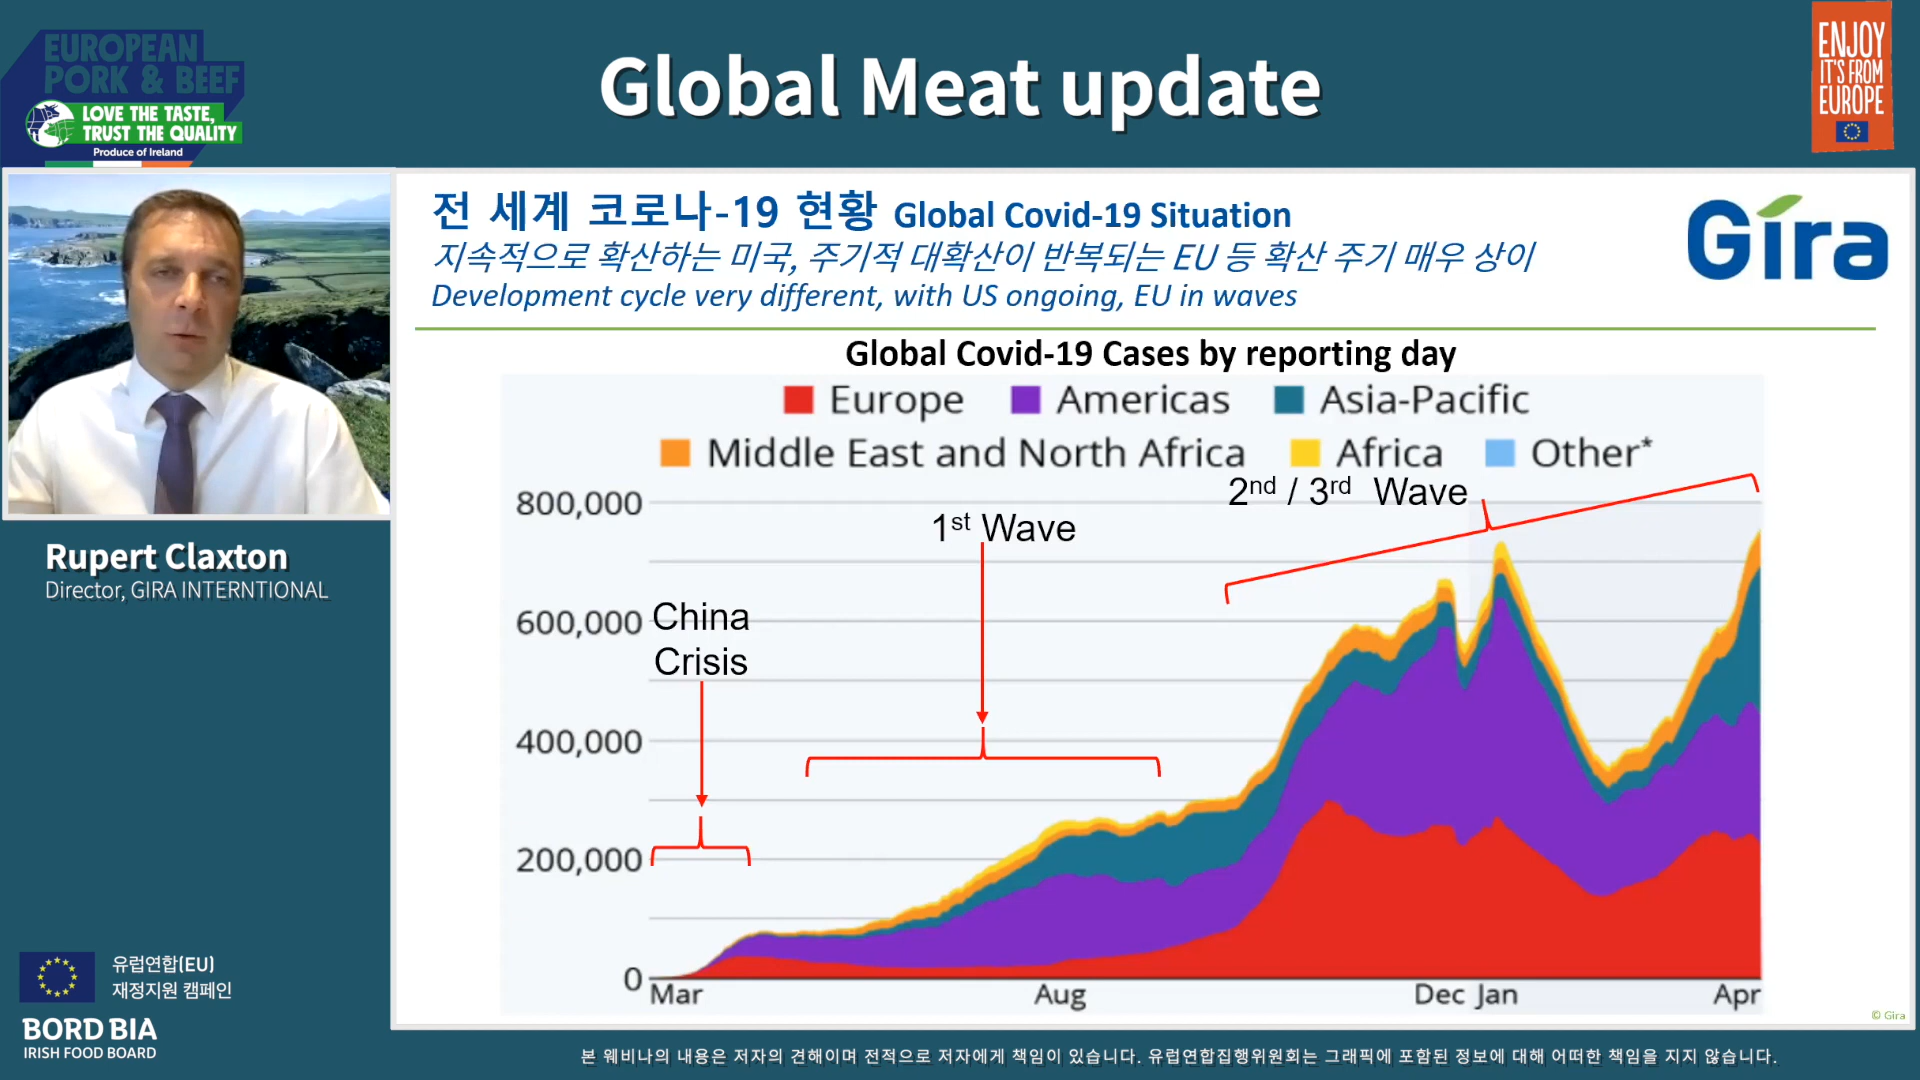 EUROPEAN
PORK & BEEF
LOVE THE TASTE,
TRUST THE QUALITY
Produce of Ireland
Global Meat update
ENJOY
IT'S FROM
EUROPE
전 세계 코로나-19 현황 Global Covid-19 Situation
지속적으로 확산하는 미국, 주기적 대확산이 반복되는 EU 등 확산 주기 매우 상이
Development cycle very different, with US ongoing, EU in waves
Gira
Rupert Claxton
Director, GIRA INTERNTIONAL
Global Covid-19 Cases by reporting day
Europe Americas Asia-Pacific
Middle East and North Africa Africa Other*
2nd / 3rd Wave
1st Wave
China
Crisis
800,000
600,000
400,000
200,000
0
Mar Aug Dec Jan Apr
© Gira
유럽연합(EU)
재정지원 캠페인
BORD BIA
IRISH FOOD BOARD
본 웨비나의 내용은 저자의 견해이며 전적으로 저자에게 책임이 있습니다. 유럽연합집행위원회는 그래픽에 포함된 정보에 대해 어떠한 책임을 지지 않습니다.